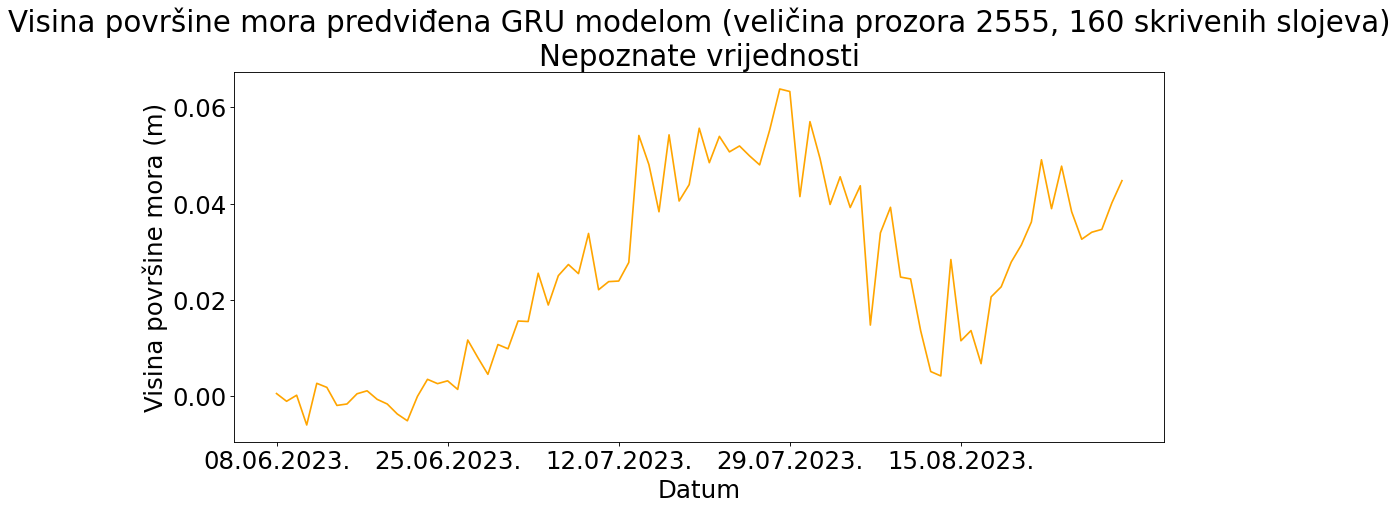 Visina površine mora predviđena GRU modelom (veličina prozora 2555, 160 skrivenih slojeva)
Nepoznate vrijednosti
Visina površine mora (m)
0.06
0.04
0.02
0.00
08.06.2023. 25.06.2023. 12.07.2023. 29.07.2023. 15.08.2023.
Datum